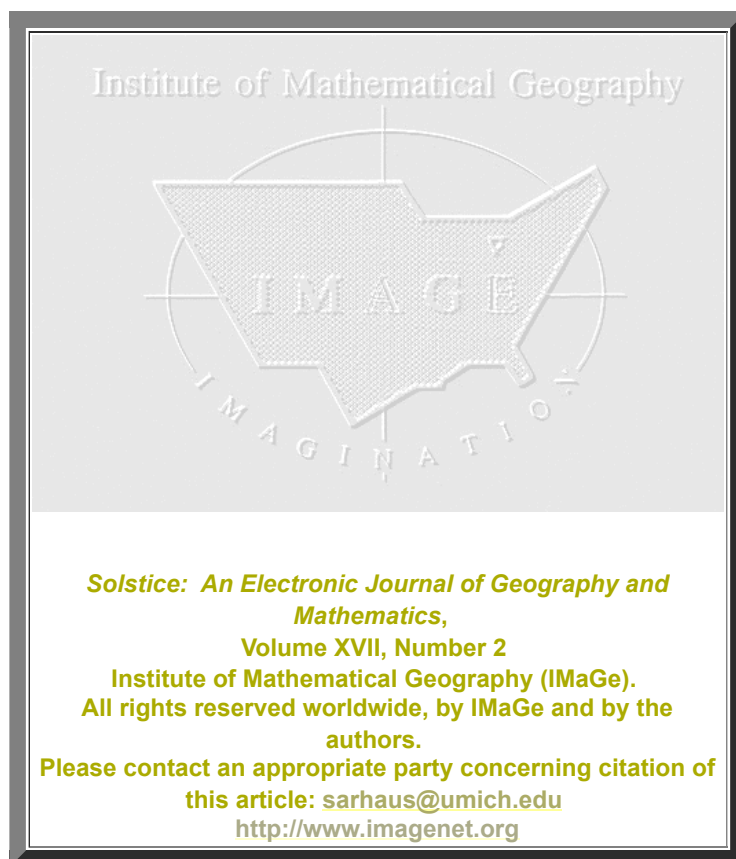 Institute of Mathematical Geography
I M A G E
I M A G I N A T I O N
Solstice: An Electronic Journal of Geography and
Mathematics,
Volume XVII, Number 2
Institute of Mathematical Geography (IMaGe).
All rights reserved worldwide, by IMaGe and by the
authors.
Please contact an appropriate party concerning citation of
this article: sarhaus@umich.edu
http://www.imagenet.org